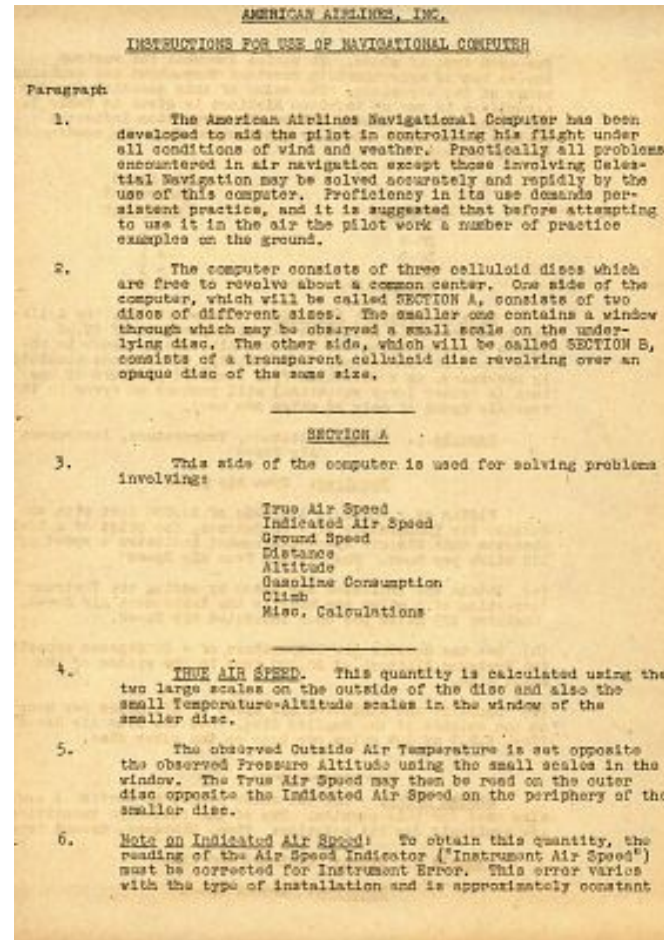 AMERICAN AIRLINES, INC.
INSTRUCTIONS FOR USE OF NAVIGATIONAL COMPUTER
Paragraph
1. The American Airlines Navigational Computer has been
developed to aid the pilot in controlling his flight under
all conditions of wind and weather. Practically all problems
encountered in air navigation except those involving Celes-
tial Navigation may be solved accurately and rapidly by the
use of this computer. Proficiency in its use demands per-
sistent practice, and it is suggested that before attempting
to use it in the air the pilot work a number of practice
examples on the ground.
2. The computer consists of three celluloid discs which
are free to revolve about a common center. One side of the
computer, which will be called SECTION A, consists of two
discs of different sizes. The smaller one contains a window
through which may be observed a small scale on the under-
lying disc. The other side, which will be called SECTION B,
consists of a transparent celluloid disc revolving over an
opaque disc of the same size.
SECTION A
3. This side of the computer is used for solving problems
involving:
True Air Speed
Indicated Air Speed
Ground Speed
Distance
Altitude
Gasoline Consumption
Climb
Misc. Calculations
4. TRUE AIR SPEED. This quantity is calculated using the
two large scales on the outside of the disc and also the
small Temperature-Altitude scales in the window of the
smaller disc.
5. The observed Outside Air Temperature is set opposite
the observed Pressure Altitude using the small scales in the
window. The True Air Speed may then be read on the outer
disc opposite the Indicated Air Speed on the periphery of the
smaller disc.
6. Note on Indicated Air Speed: To obtain this quantity, the
reading of the Air Speed Indicator ("Instrument Air Speed")
must be corrected for Instrument Error. This error varies
with the type of installation and is approximately constant